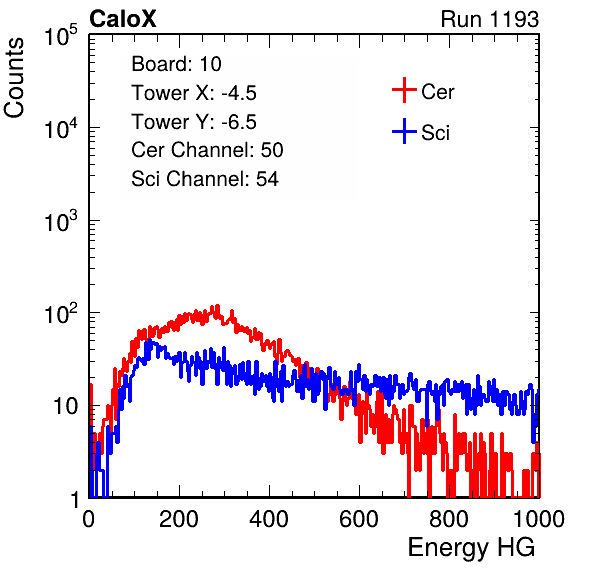 CaloX Run 1193
Counts
Board: 10
Tower X: -4.5
Tower Y: -6.5
Cer Channel: 50
Sci Channel: 54
Cer
Sci
10^5
10^4
10^3
10^2
10
1
0 200 400 600 800 1000
Energy HG